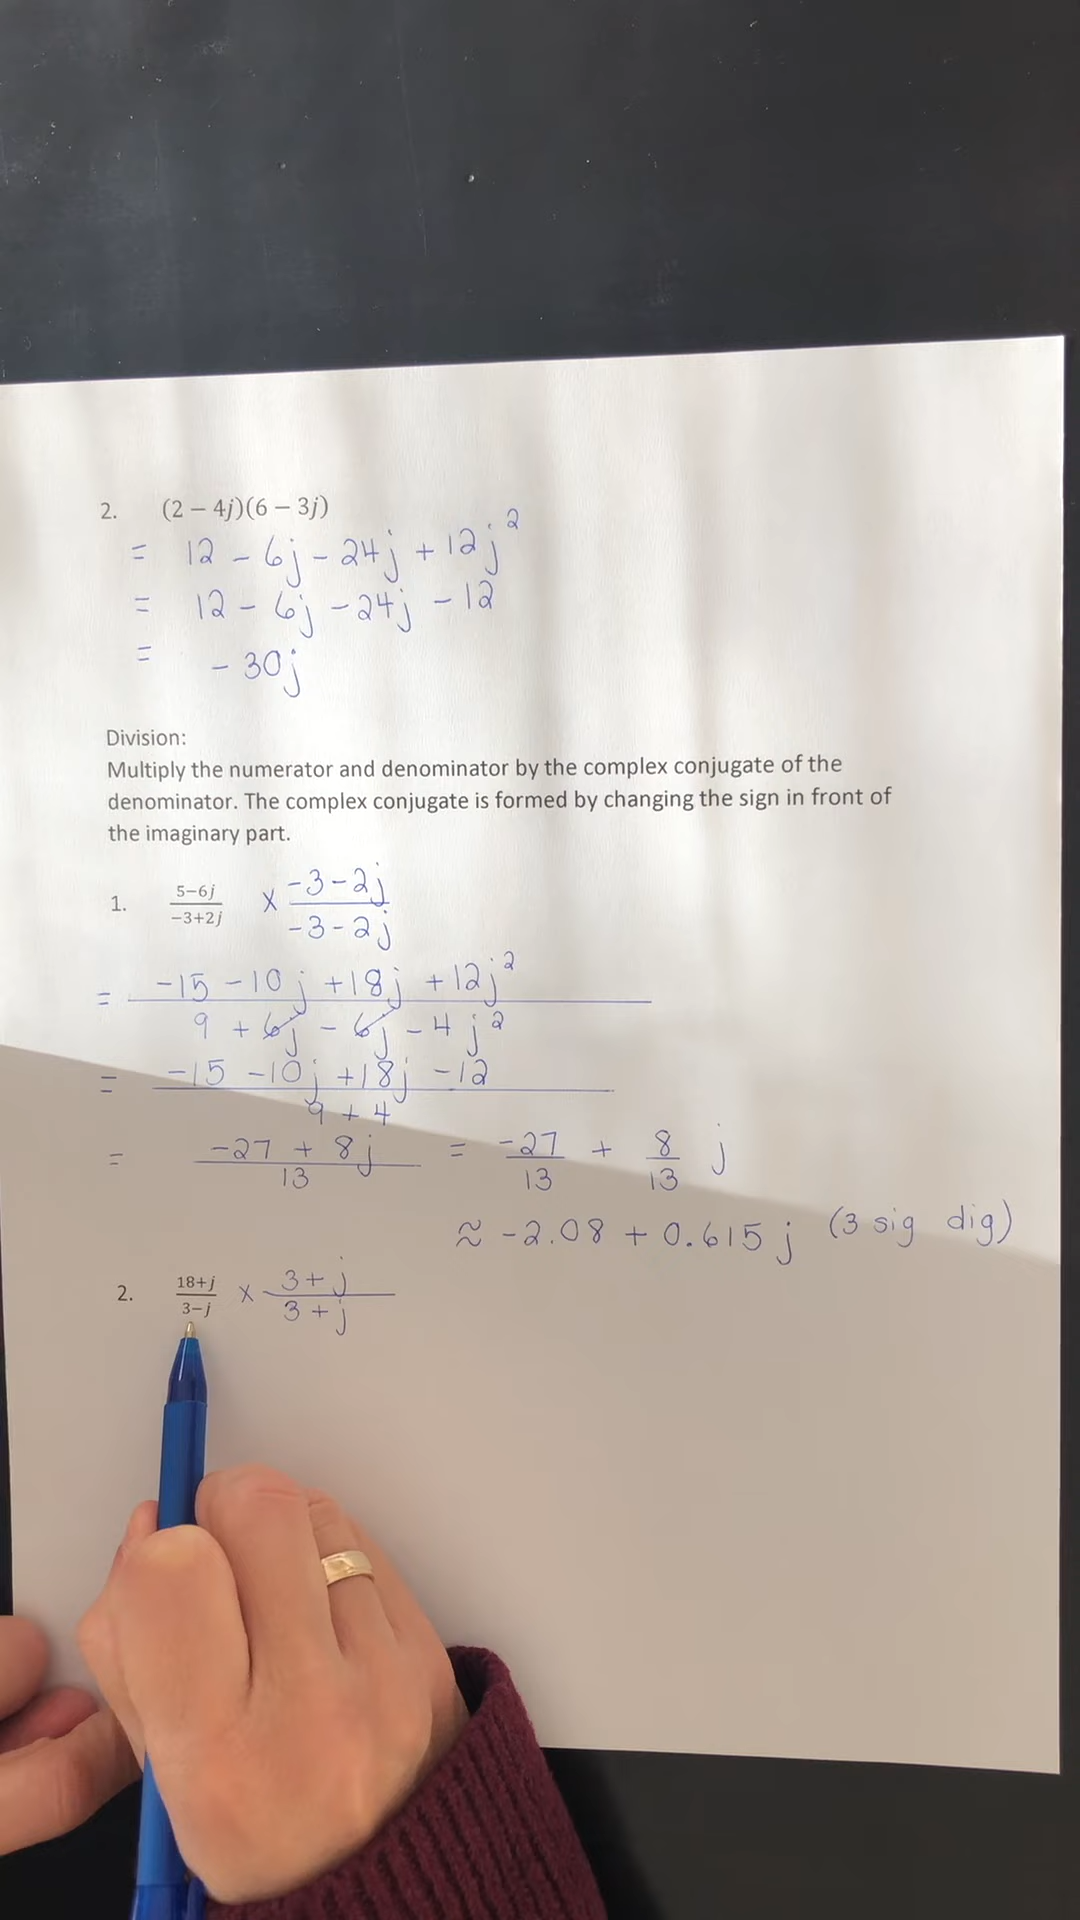 2. (2 – 4j)(6 – 3j)
= 12 - 6j - 24j + 12j²
= 12 - 6j - 24j - 12
= - 30j
Division:
Multiply the numerator and denominator by the complex conjugate of the
denominator. The complex conjugate is formed by changing the sign in front of
the imaginary part.
1. (5−6j)/(−3+2j) × (-3-2j)/(-3-2j)
= (-15 -10j +18j +12j²)/(9 + 6j - 6j - 4j²)
= (-15 -10j +18j -12)/(9 + 4)
= (-27 + 8j)/13 = -27/13 + 8/13 j
≈ -2.08 + 0.615j (3 sig dig)
2. (18+j)/(3−j) × (3+j)/(3+j)